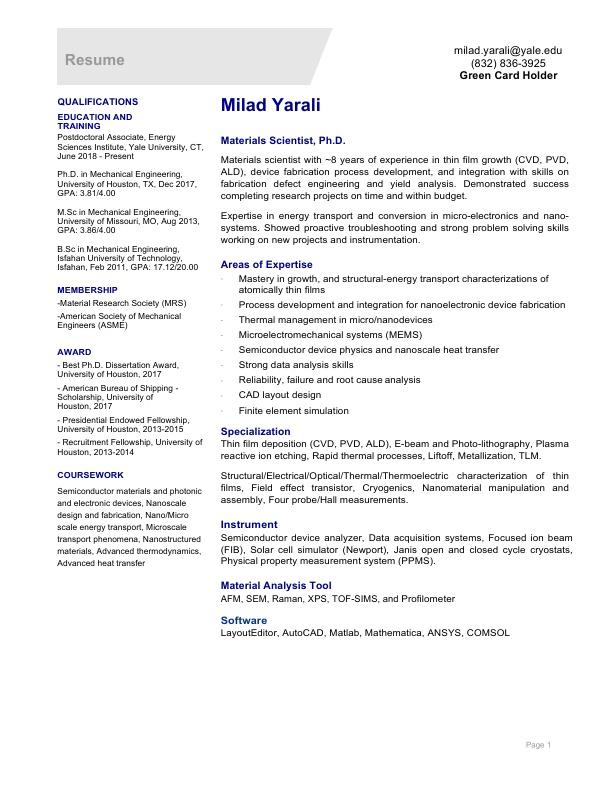 Resume
milad.yarali@yale.edu
(832) 836-3925
Green Card Holder
QUALIFICATIONS
EDUCATION AND
TRAINING
Postdoctoral Associate, Energy
Sciences Institute, Yale University, CT,
June 2018 - Present
Ph.D. in Mechanical Engineering,
University of Houston, TX, Dec 2017,
GPA: 3.81/4.00
M.Sc in Mechanical Engineering,
University of Missouri, MO, Aug 2013,
GPA: 3.86/4.00
B.Sc in Mechanical Engineering,
Isfahan University of Technology,
Isfahan, Feb 2011, GPA: 17.12/20.00
MEMBERSHIP
-Material Research Society (MRS)
-American Society of Mechanical
Engineers (ASME)
AWARD
- Best Ph.D. Dissertation Award,
University of Houston, 2017
- American Bureau of Shipping -
Scholarship, University of
Houston, 2017
- Presidential Endowed Fellowship,
University of Houston, 2013-2015
- Recruitment Fellowship, University of
Houston, 2013-2014
COURSEWORK
Semiconductor materials and photonic
and electronic devices, Nanoscale
design and fabrication, Nano/Micro
scale energy transport, Microscale
transport phenomena, Nanostructured
materials, Advanced thermodynamics,
Advanced heat transfer
Milad Yarali
Materials Scientist, Ph.D.
Materials scientist with ~8 years of experience in thin film growth (CVD, PVD,
ALD), device fabrication process development, and integration with skills on
fabrication defect engineering and yield analysis. Demonstrated success
completing research projects on time and within budget.
Expertise in energy transport and conversion in micro-electronics and nano-
systems. Showed proactive troubleshooting and strong problem solving skills
working on new projects and instrumentation.
Areas of Expertise
· Mastery in growth, and structural-energy transport characterizations of
atomically thin films
· Process development and integration for nanoelectronic device fabrication
· Thermal management in micro/nanodevices
· Microelectromechanical systems (MEMS)
· Semiconductor device physics and nanoscale heat transfer
· Strong data analysis skills
· Reliability, failure and root cause analysis
· CAD layout design
· Finite element simulation
Specialization
Thin film deposition (CVD, PVD, ALD), E-beam and Photo-lithography, Plasma
reactive ion etching, Rapid thermal processes, Liftoff, Metallization, TLM.
Structural/Electrical/Optical/Thermal/Thermoelectric characterization of thin
films, Field effect transistor, Cryogenics, Nanomaterial manipulation and
assembly, Four probe/Hall measurements.
Instrument
Semiconductor device analyzer, Data acquisition systems, Focused ion beam
(FIB), Solar cell simulator (Newport), Janis open and closed cycle cryostats,
Physical property measurement system (PPMS).
Material Analysis Tool
AFM, SEM, Raman, XPS, TOF-SIMS, and Profilometer
Software
LayoutEditor, AutoCAD, Matlab, Mathematica, ANSYS, COMSOL
Page 1